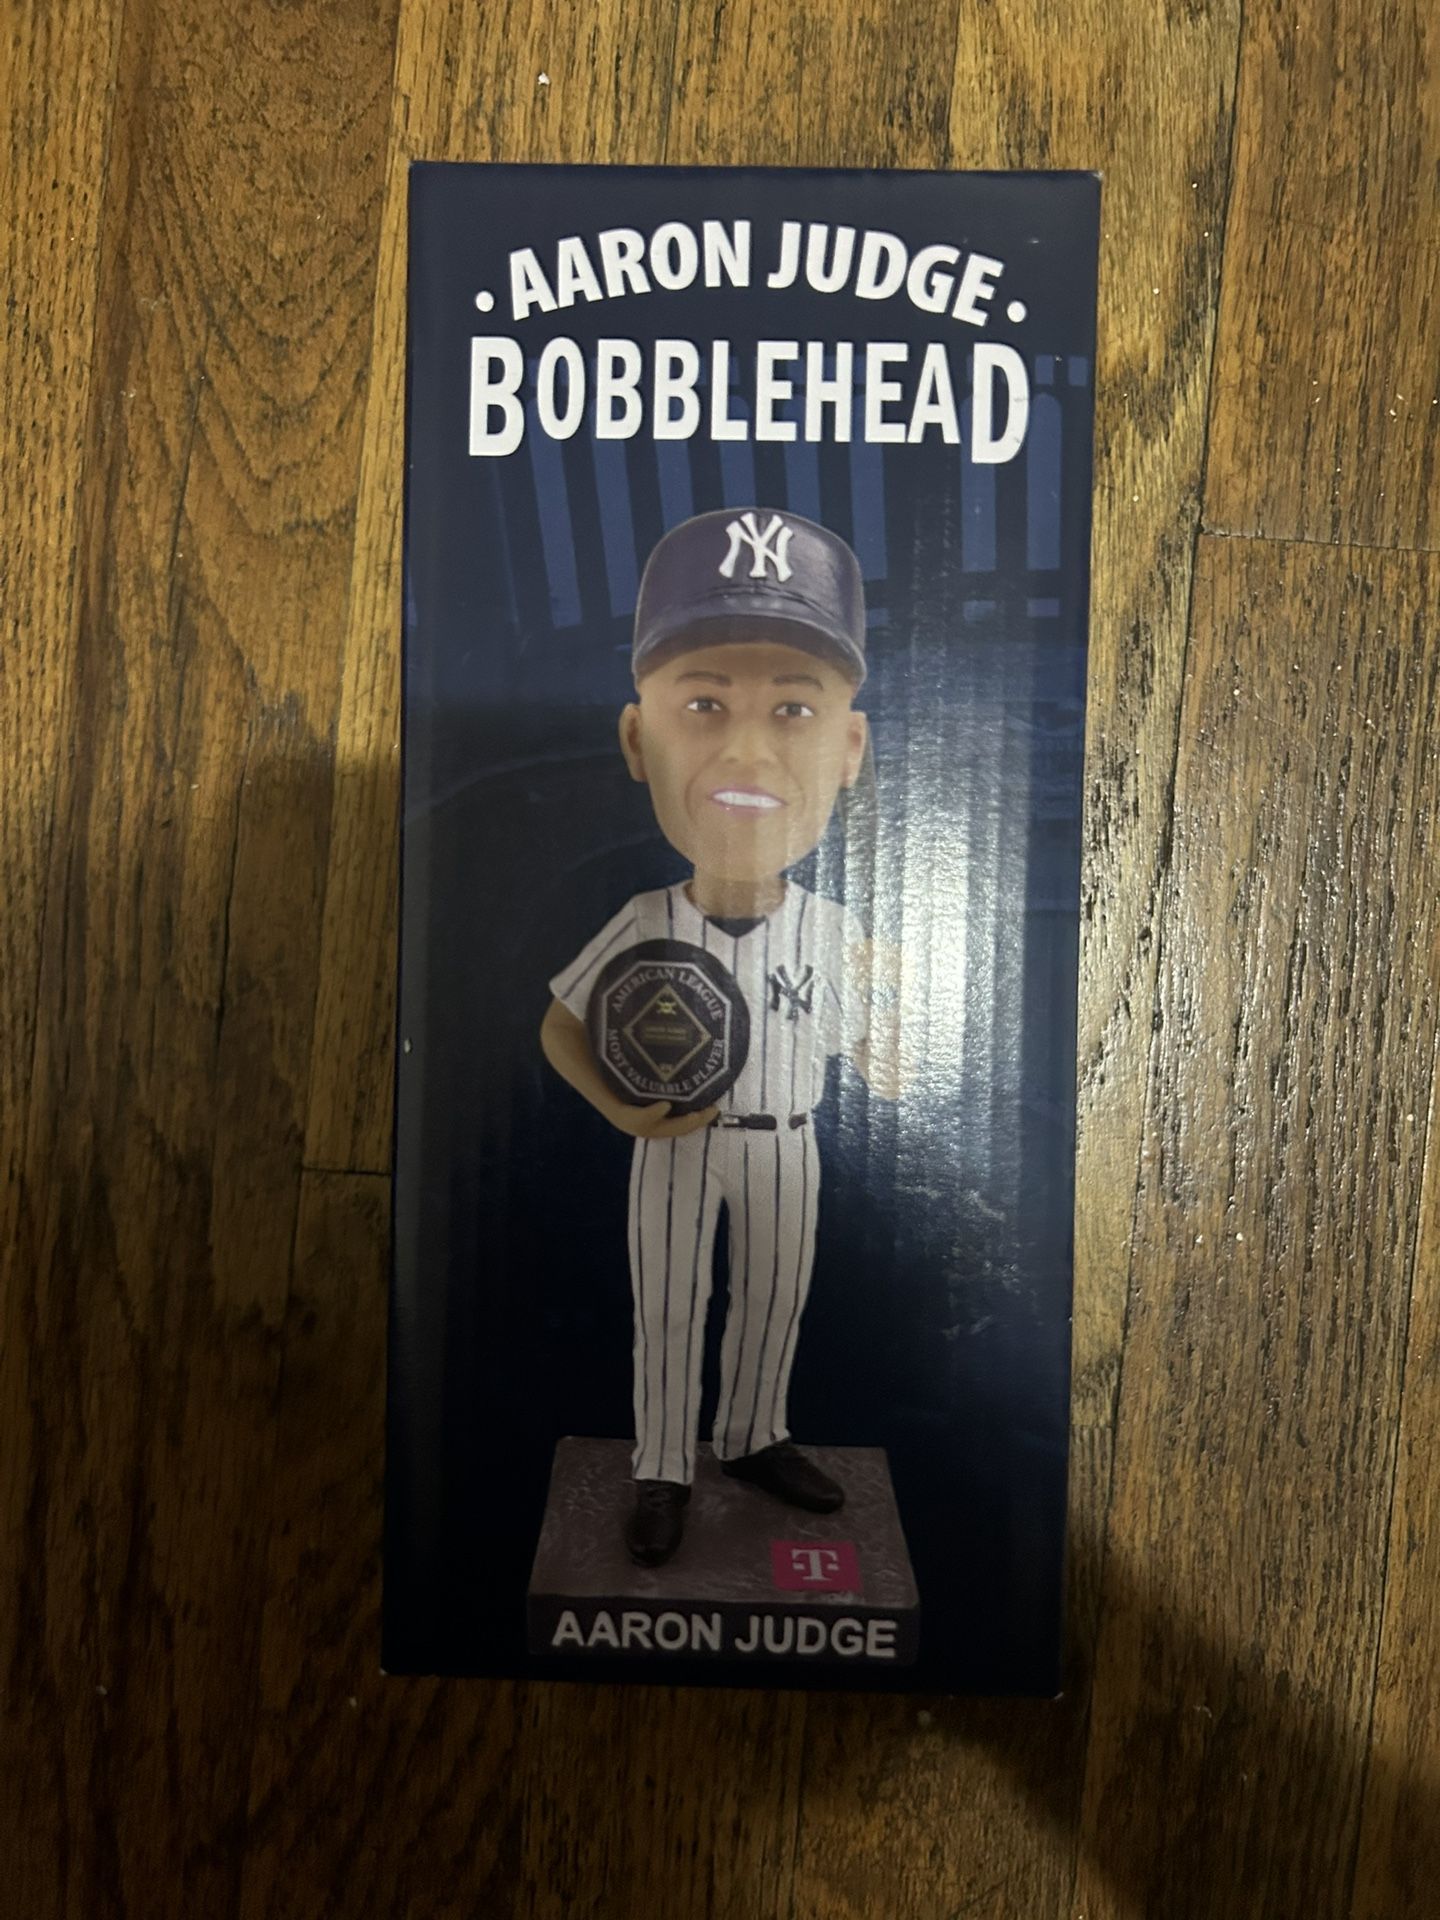 · AARON JUDGE ·
BOBBLEHEAD
NY
AMERICAN LEAGUE
NY
MOST VALUABLE PLAYER
T
AARON JUDGE